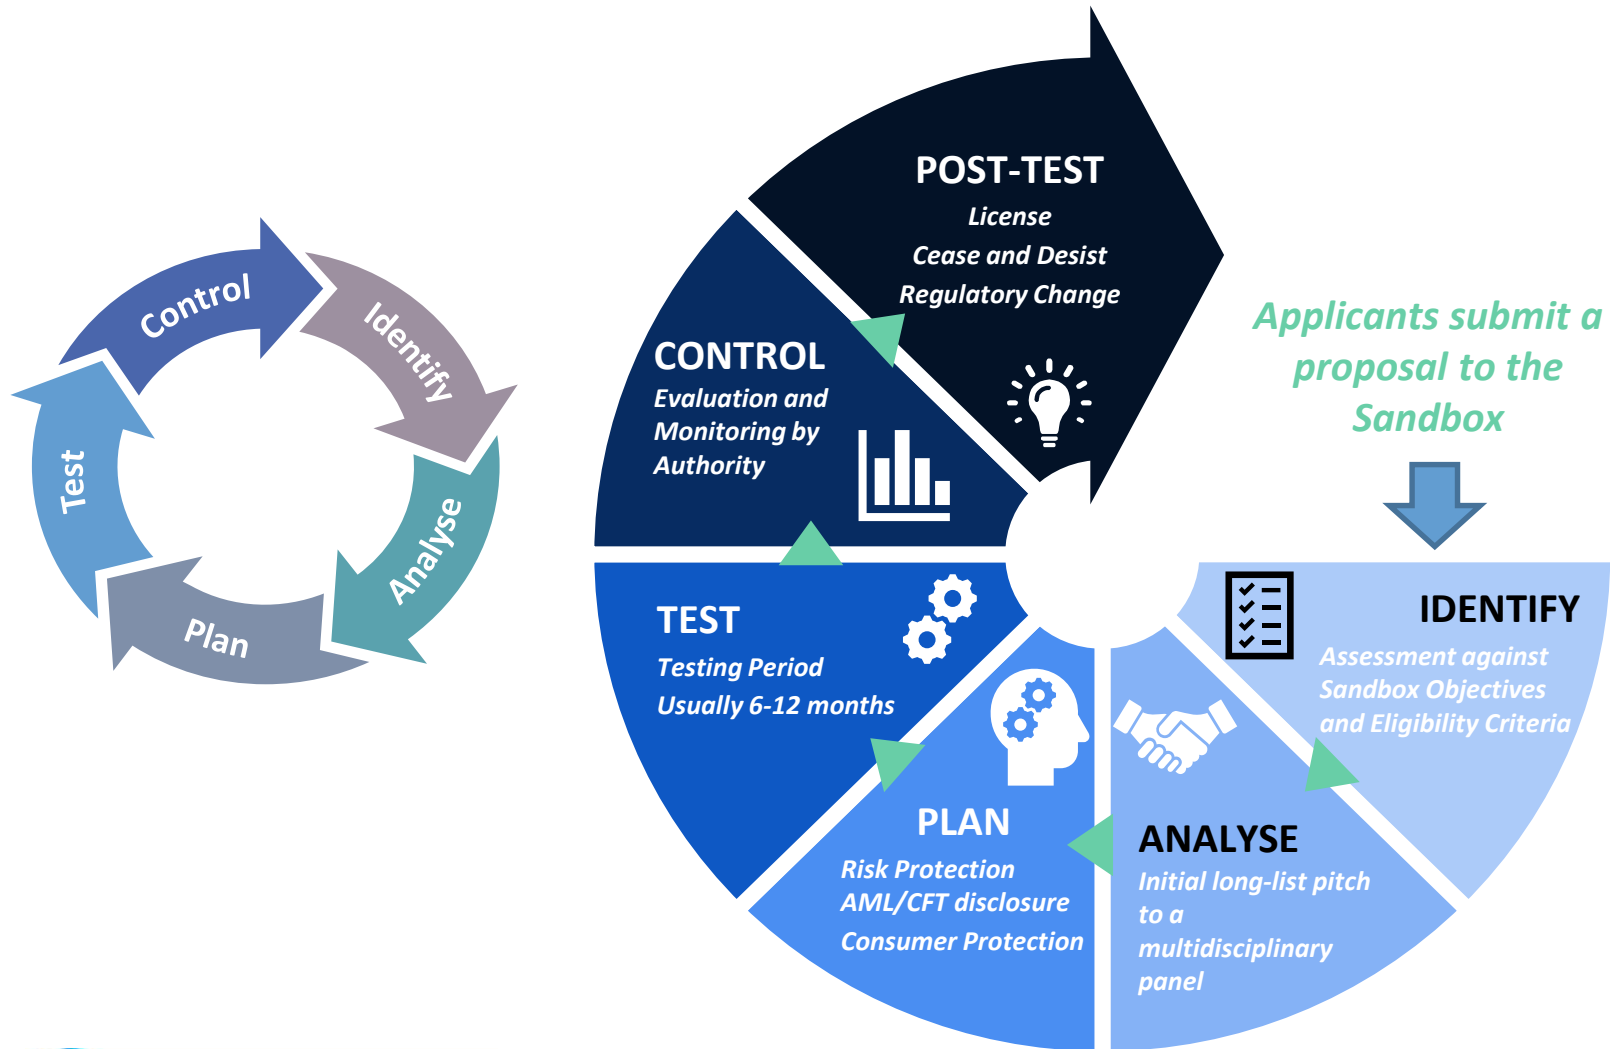 Control
Identify
Analyse
Plan
Test
POST-TEST
License
Cease and Desist
Regulatory Change
CONTROL
Evaluation and
Monitoring by
Authority
TEST
Testing Period
Usually 6-12 months
PLAN
Risk Protection
AML/CFT disclosure
Consumer Protection
ANALYSE
Initial long-list pitch
to a
multidisciplinary
panel
IDENTIFY
Assessment against
Sandbox Objectives
and Eligibility Criteria
Applicants submit a
proposal to the
Sandbox